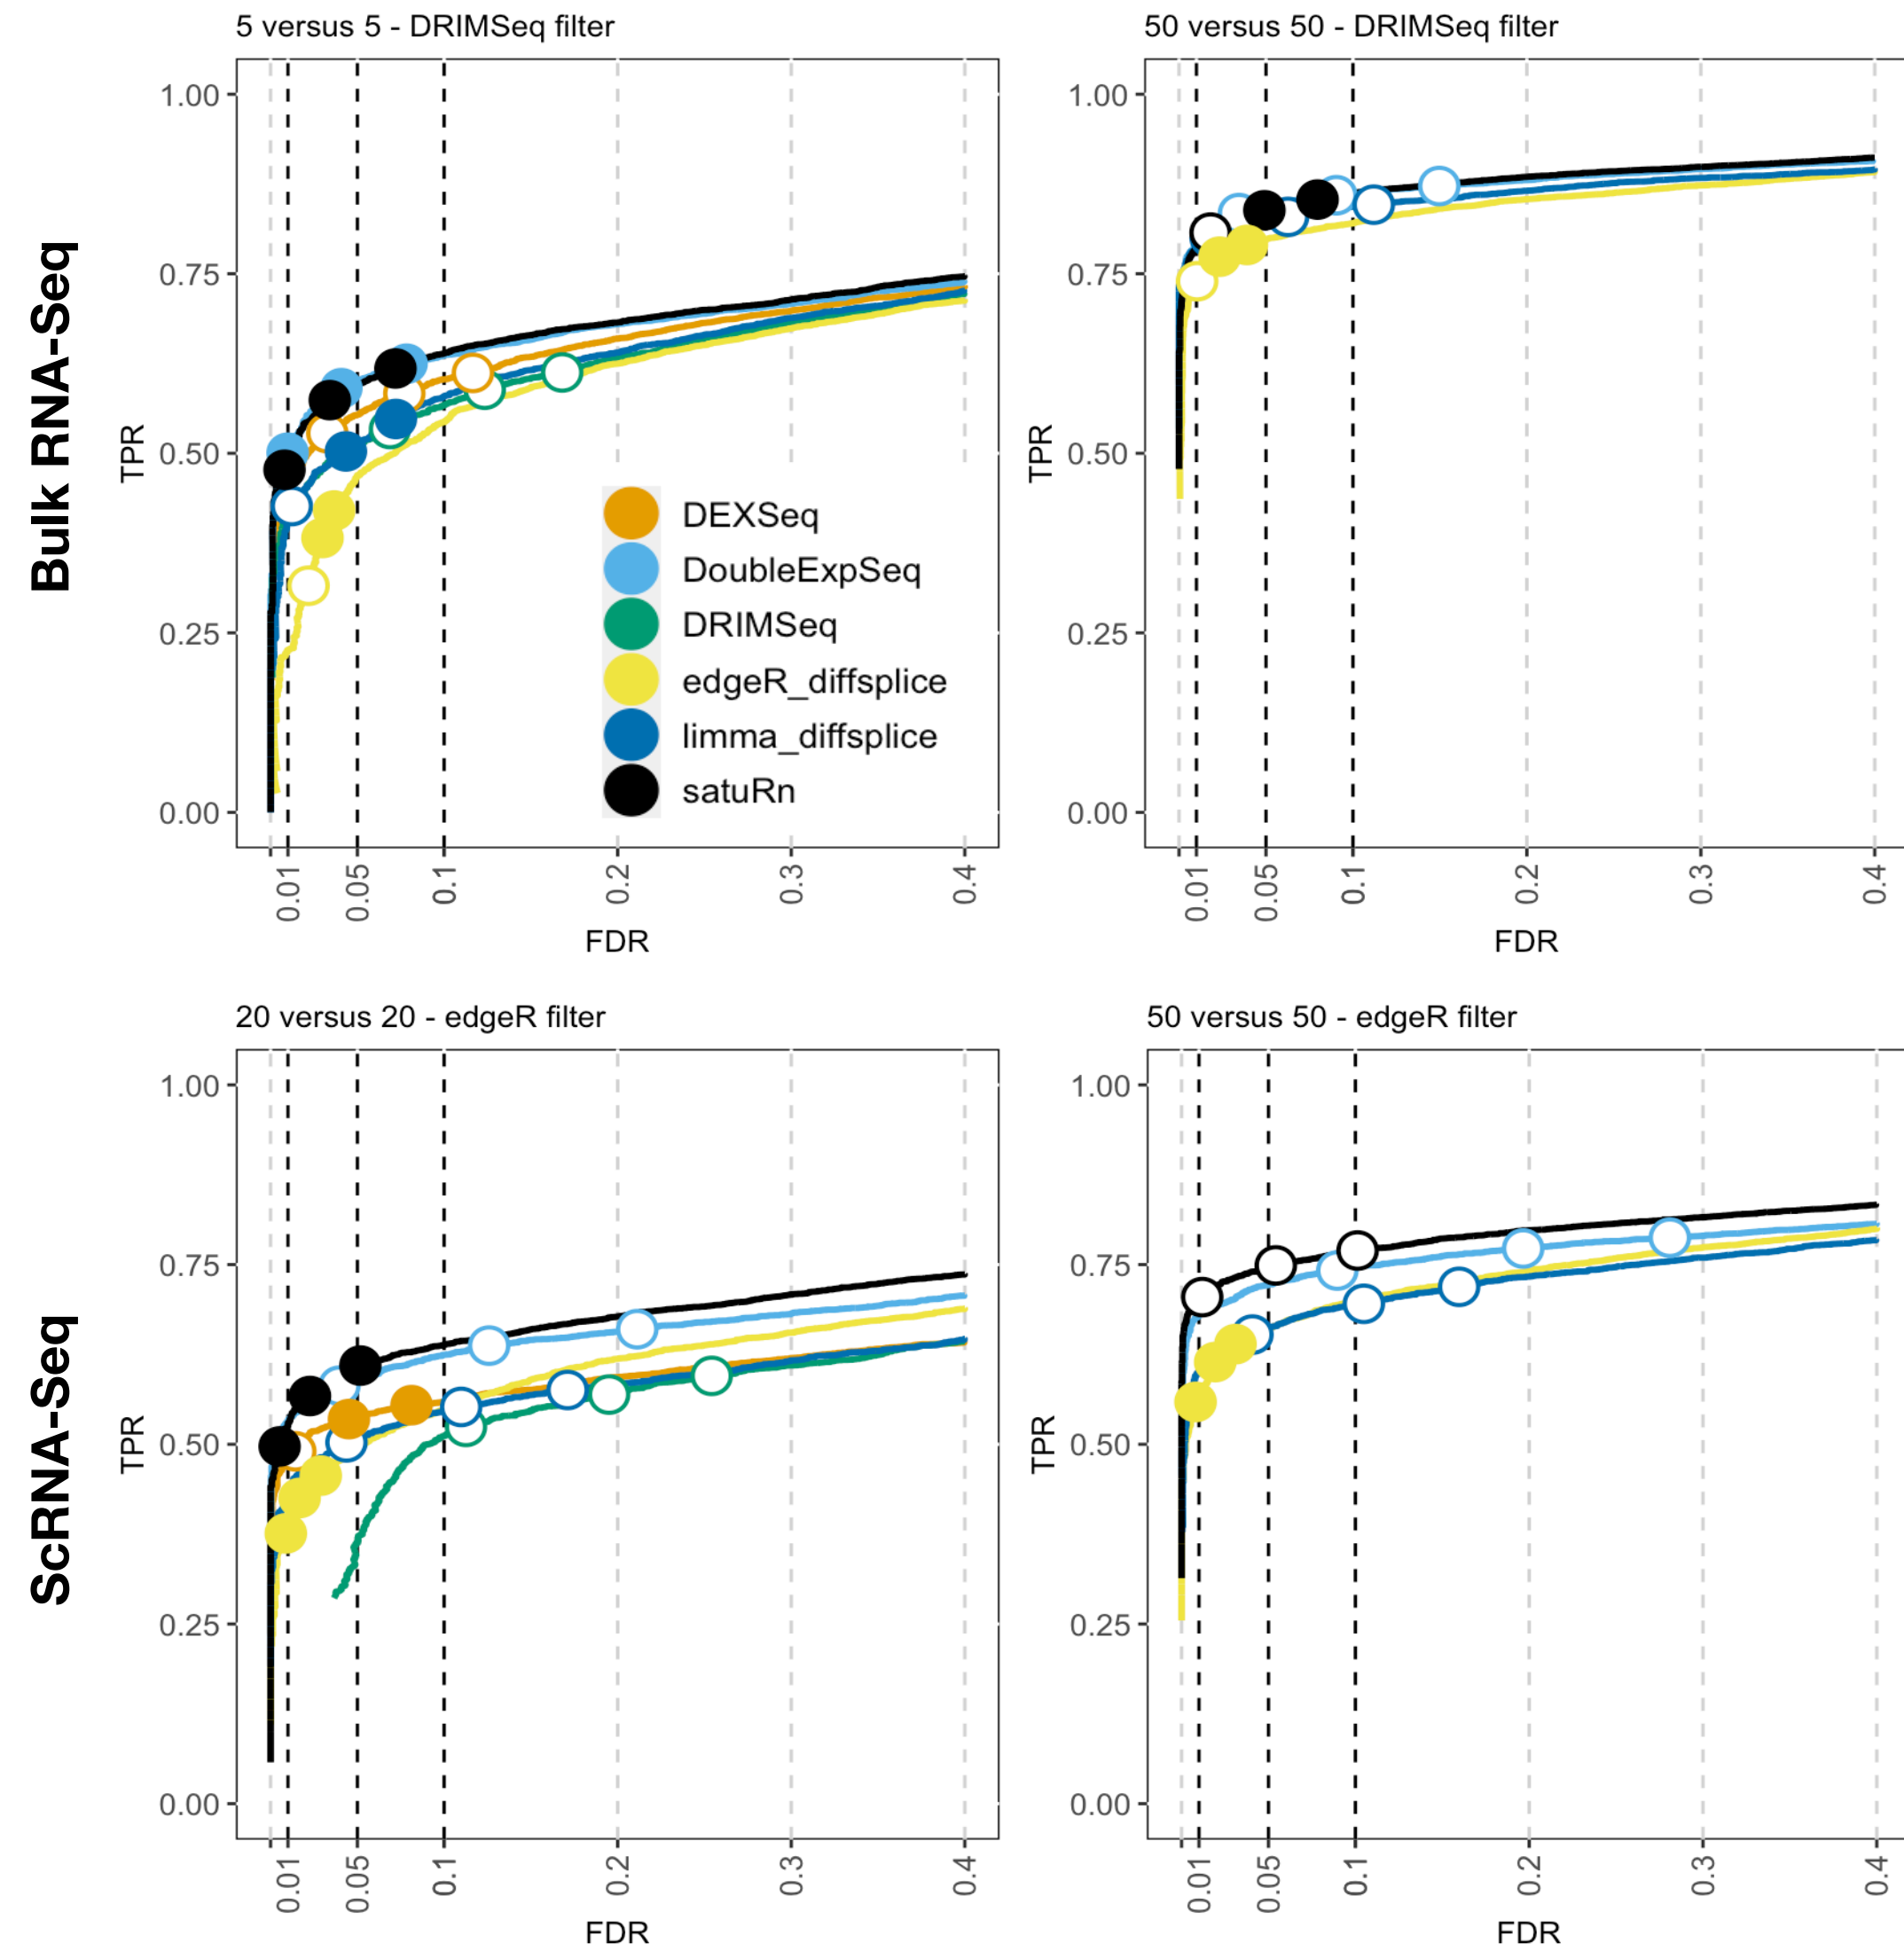 Bulk RNA-Seq
5 versus 5 - DRIMSeq filter
1.00
0.75
0.50
0.25
0.00
TPR
DEXSeq
DoubleExpSeq
DRIMSeq
edgeR_diffsplice
limma_diffsplice
satuRn
0.01 0.05 0.1 0.2 0.3 0.4
FDR
50 versus 50 - DRIMSeq filter
1.00
0.75
0.50
0.25
0.00
TPR
0.01 0.05 0.1 0.2 0.3 0.4
FDR
ScRNA-Seq
20 versus 20 - edgeR filter
1.00
0.75
0.50
0.25
0.00
TPR
0.01 0.05 0.1 0.2 0.3 0.4
FDR
50 versus 50 - edgeR filter
1.00
0.75
0.50
0.25
0.00
TPR
0.01 0.05 0.1 0.2 0.3 0.4
FDR